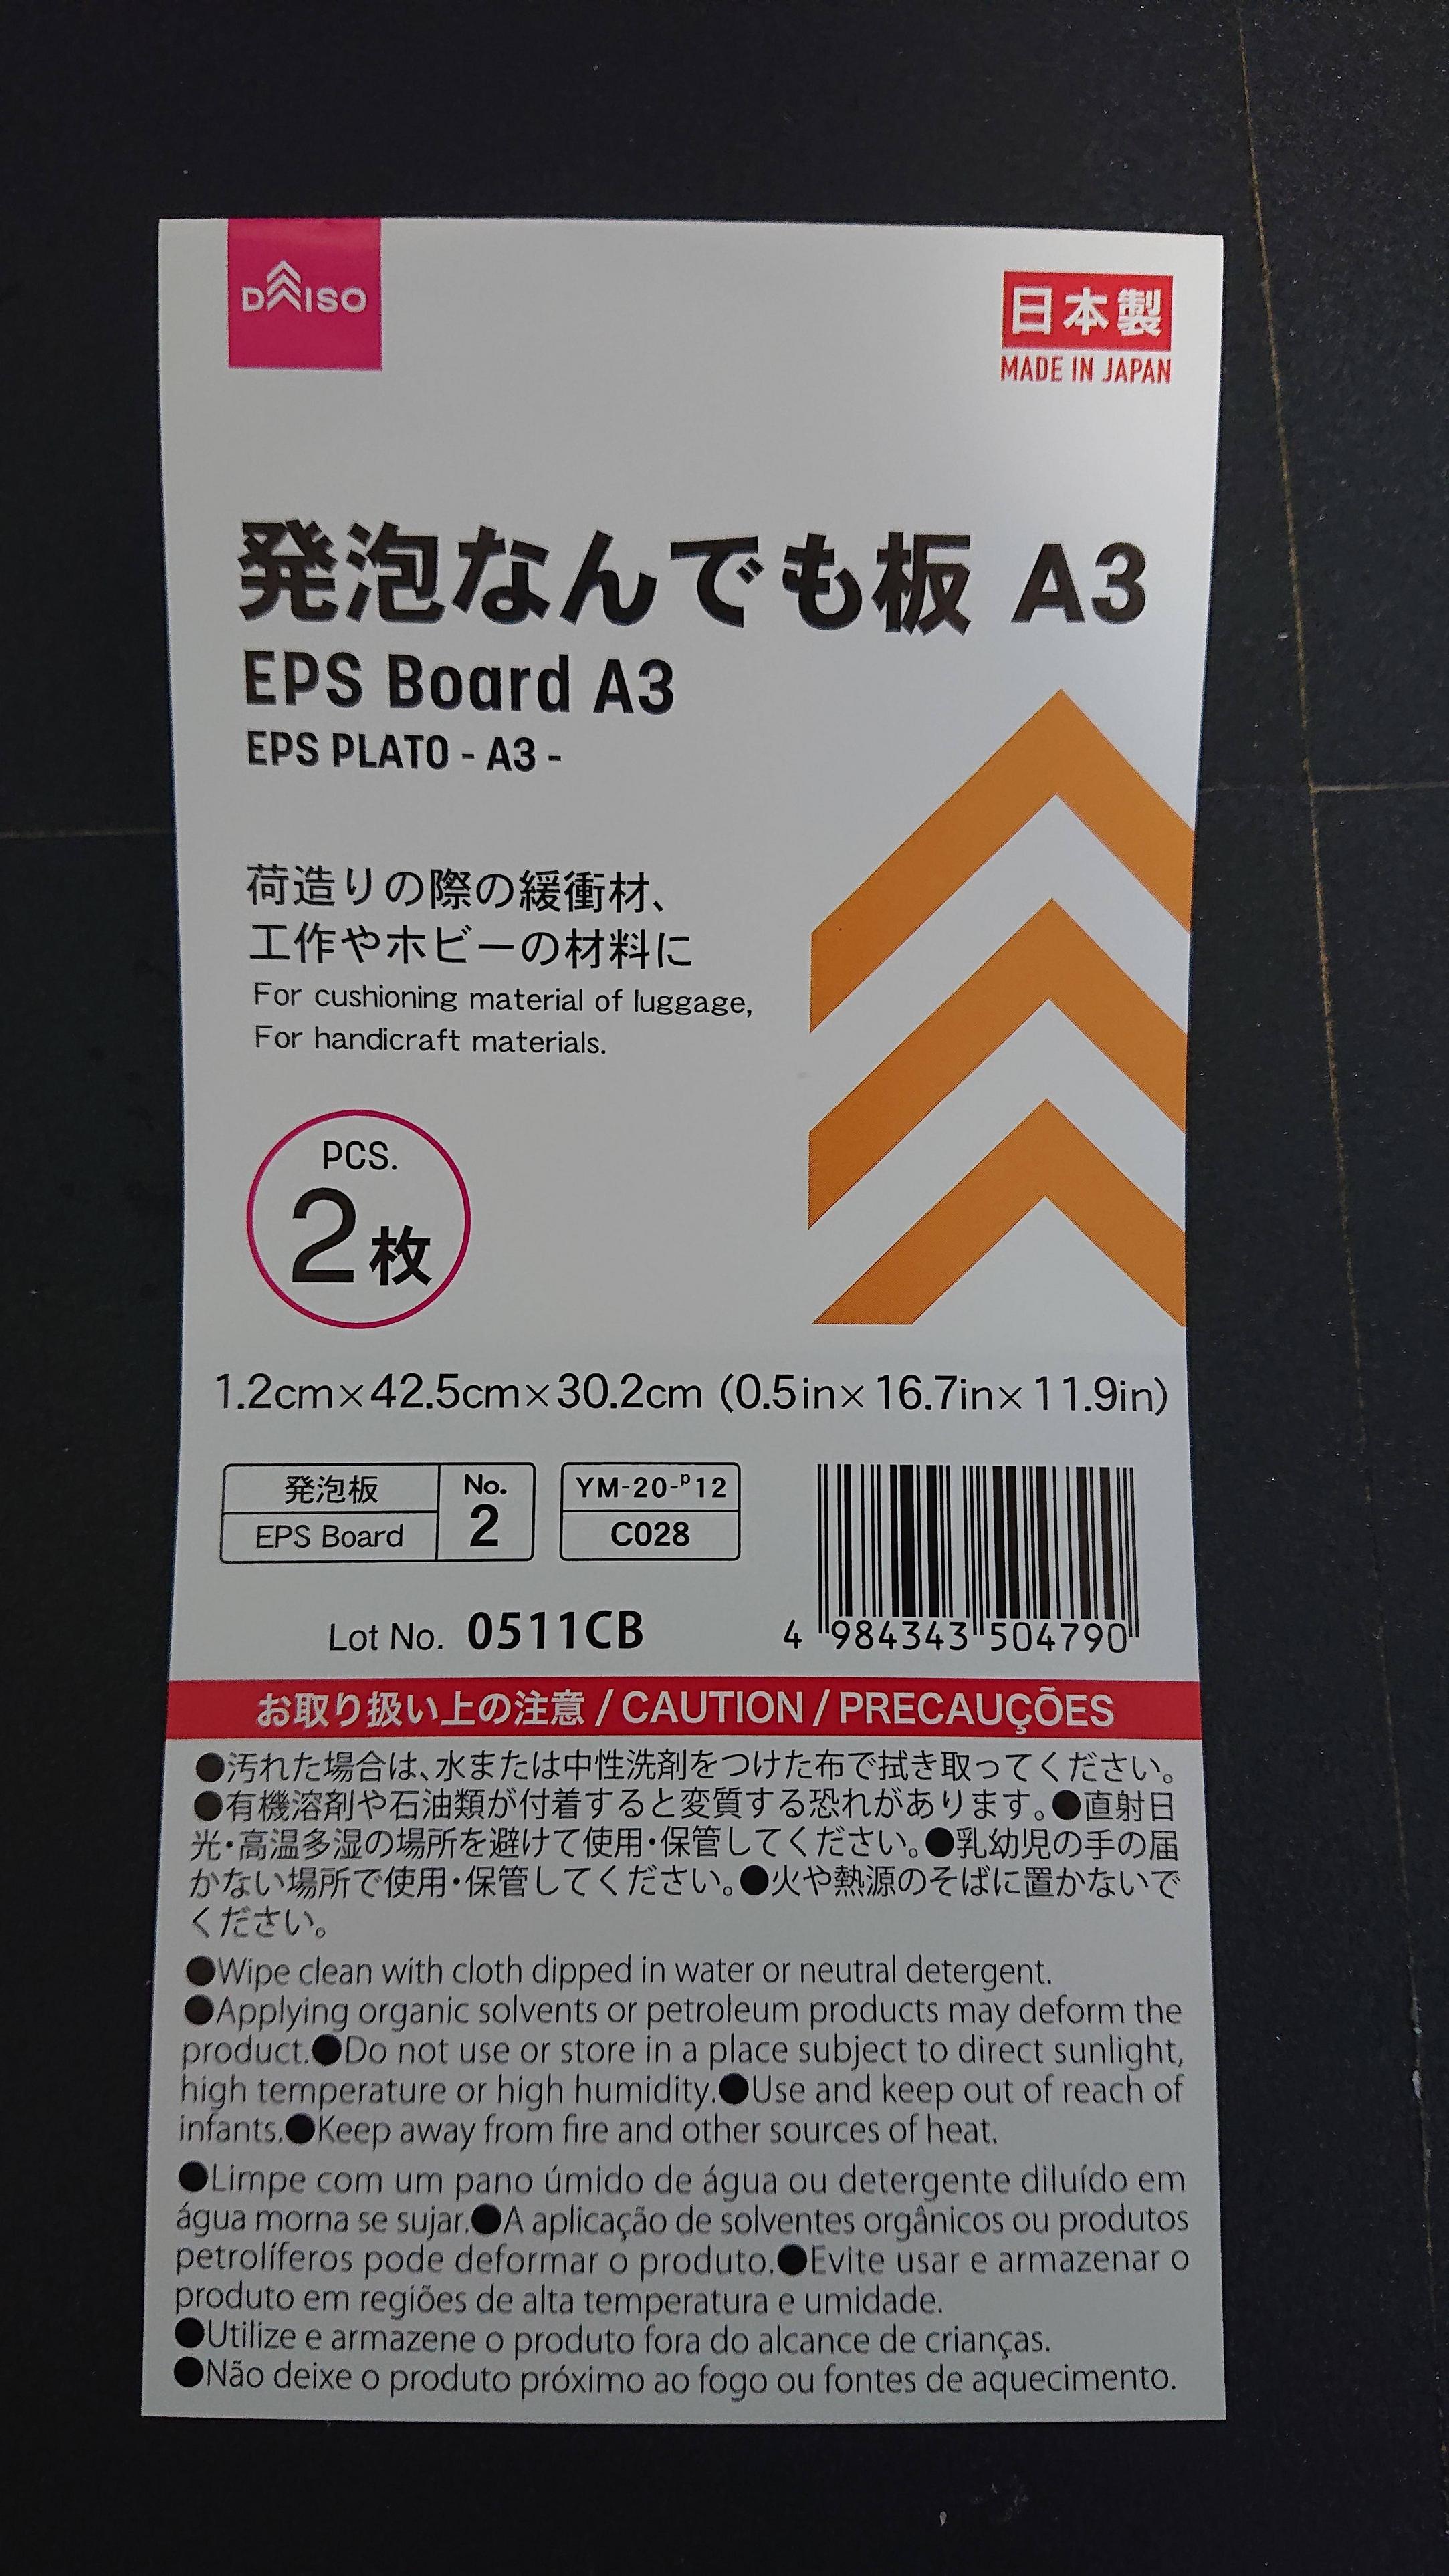 DAISO
日本製
MADE IN JAPAN
発泡なんでも板 A3
EPS Board A3
EPS PLATO - A3 -
荷造りの際の緩衝材、
工作やホビーの材料に
For cushioning material of luggage,
For handicraft materials.
PCS.
2枚
1.2cm×42.5cm×30.2cm (0.5in×16.7in×11.9in)
発泡板
EPS Board
No.
2
YM-20-P12
C028
Lot No. 0511CB
4 984343 504790
お取り扱い上の注意 / CAUTION / PRECAUÇÕES
●汚れた場合は、水または中性洗剤をつけた布で拭き取ってください。
●有機溶剤や石油類が付着すると変質する恐れがあります。●直射日
光・高温多湿の場所を避けて使用・保管してください。●乳幼児の手の届
かない場所で使用・保管してください。●火や熱源のそばに置かないで
ください。
●Wipe clean with cloth dipped in water or neutral detergent.
●Applying organic solvents or petroleum products may deform the
product.●Do not use or store in a place subject to direct sunlight,
high temperature or high humidity.●Use and keep out of reach of
infants.●Keep away from fire and other sources of heat.
●Limpe com um pano úmido de água ou detergente diluído em
água morna se sujar.●A aplicação de solventes orgânicos ou produtos
petrolíferos pode deformar o produto.●Evite usar e armazenar o
produto em regiões de alta temperatura e umidade.
●Utilize e armazene o produto fora do alcance de crianças.
●Não deixe o produto próximo ao fogo ou fontes de aquecimento.